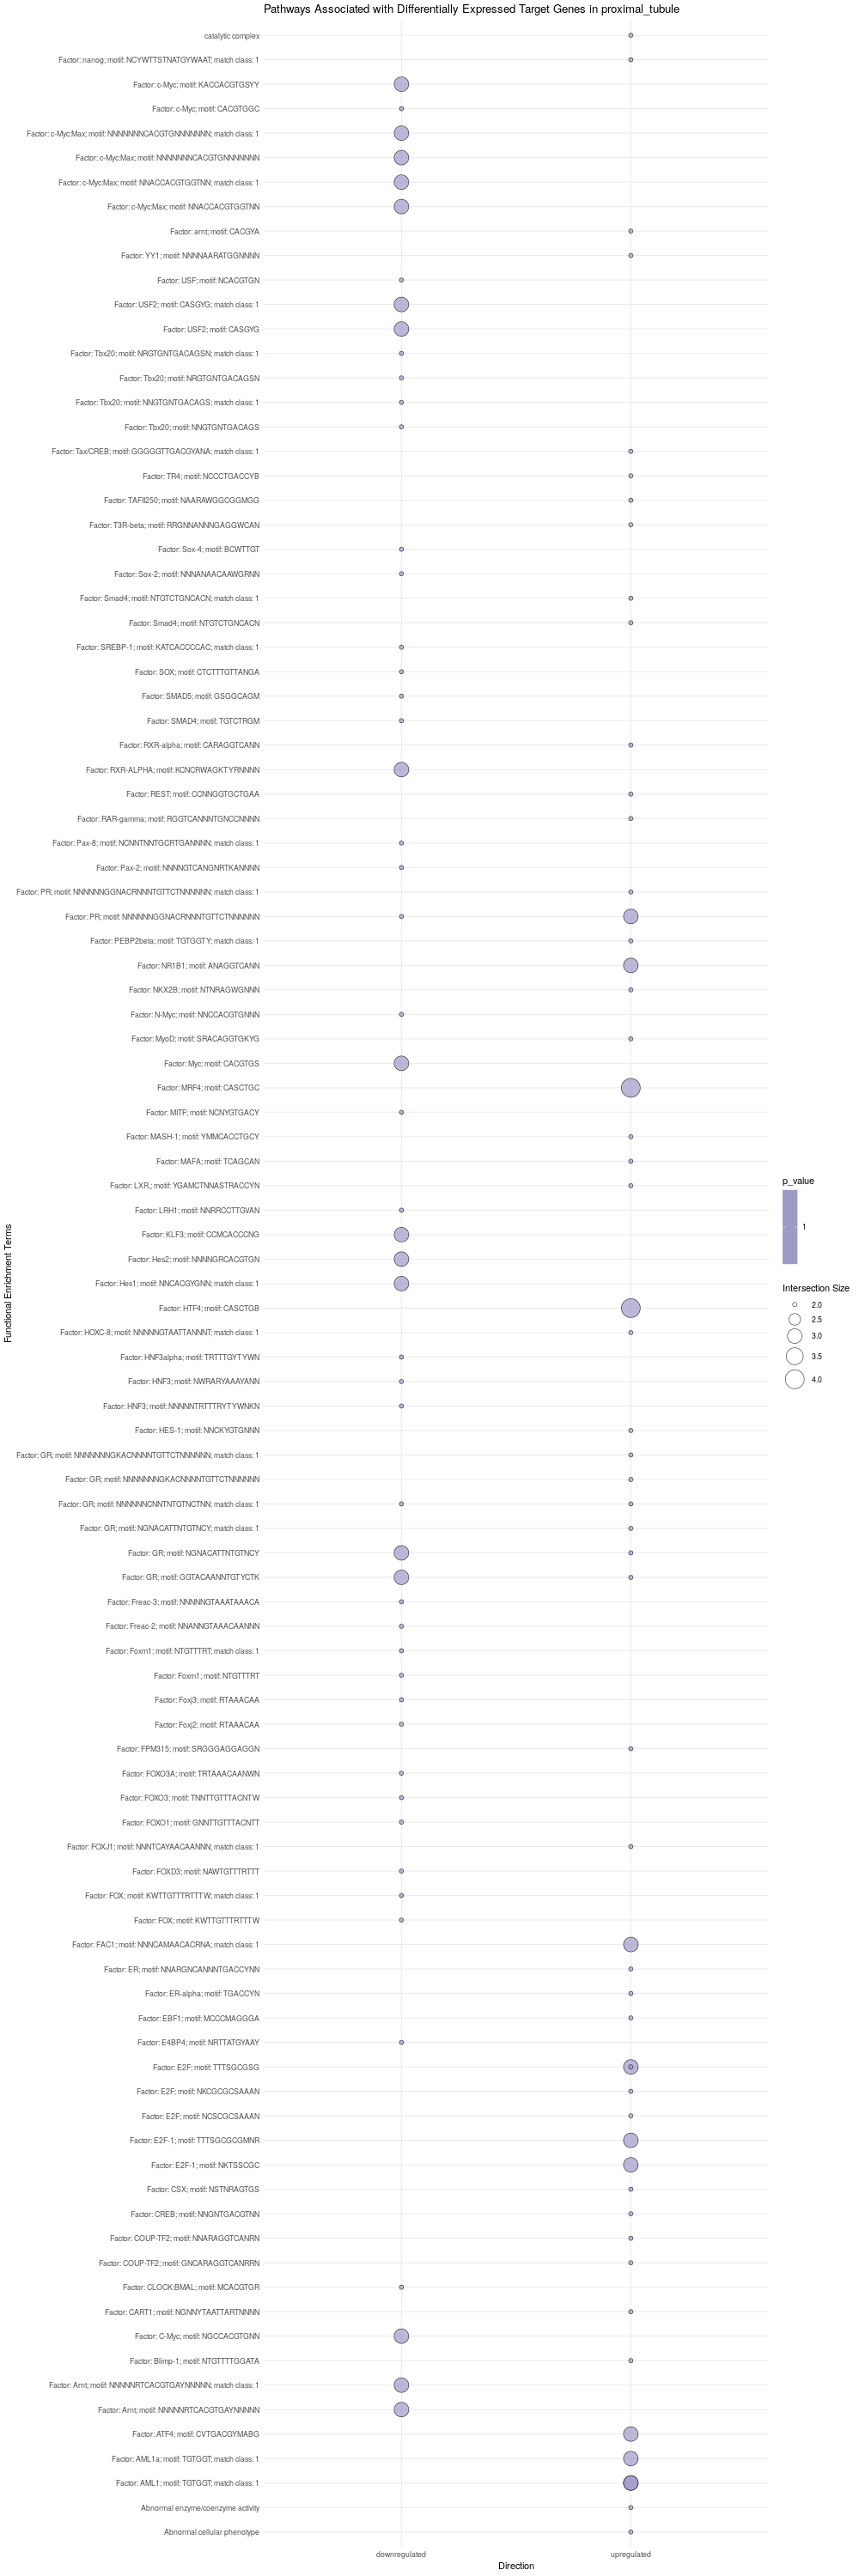 Pathways Associated with Differentially Expressed Target Genes in proximal_tubule
catalytic complex
Factor: nanog; motif: NCYWTTSTNATGYWAAT; match class: 1
Factor: c-Myc; motif: KACCACGTGSYY
Factor: c-Myc; motif: CACGTGGC
Factor: c-Myc:Max; motif: NNNNNNNCACGTGNNNNNNN; match class: 1
Factor: c-Myc:Max; motif: NNNNNNNCACGTGNNNNNNN
Factor: c-Myc:Max; motif: NNACCACGTGGTNN; match class: 1
Factor: c-Myc:Max; motif: NNACCACGTGGTNN
Factor: arnt; motif: CACGYA
Factor: YY1; motif: NNNNAARATGGNNNN
Factor: USF; motif: NCACGTGN
Factor: USF2; motif: CASGYG; match class: 1
Factor: USF2; motif: CASGYG
Factor: Tbx20; motif: NRGTGNTGACAGSN; match class: 1
Factor: Tbx20; motif: NRGTGNTGACAGSN
Factor: Tbx20; motif: NNGTGNTGACAGS; match class: 1
Factor: Tbx20; motif: NNGTGNTGACAGS
Factor: Tax/CREB; motif: GGGGGTTGACGYANA; match class: 1
Factor: TR4; motif: NCCCTGACCYB
Factor: TAFII250; motif: NAARAWGGCGGMGG
Factor: T3R-beta; motif: RRGNNANNNGAGGWCAN
Factor: Sox-4; motif: BCWTTGT
Factor: Sox-2; motif: NNNANAACAAWGRNN
Factor: Smad4; motif: NTGTCTGNCACN; match class: 1
Factor: Smad4; motif: NTGTCTGNCACN
Factor: SREBP-1; motif: KATCACCCCAC; match class: 1
Factor: SOX; motif: CTCTTTGTTANGA
Factor: SMAD5; motif: GSGGCAGM
Factor: SMAD4; motif: TGTCTRGM
Factor: RXR-alpha; motif: CARAGGTCANN
Factor: RXR-ALPHA; motif: KCNCRWAGKTYRNNNN
Factor: REST; motif: CCNNGGTGCTGAA
Factor: RAR-gamma; motif: RGGTCANNNTGNCCNNNN
Factor: Pax-8; motif: NCNNTNNTGCRTGANNNN; match class: 1
Factor: Pax-2; motif: NNNNGTCANGNRTKANNNN
Factor: PR; motif: NNNNNNGGNACRNNNTGTTCTNNNNNN; match class: 1
Factor: PR; motif: NNNNNNGGNACRNNNTGTTCTNNNNNN
Factor: PEBP2beta; motif: TGTGGTY; match class: 1
Factor: NR1B1; motif: ANAGGTCANN
Factor: NKX2B; motif: NTNRAGWGNNN
Factor: N-Myc; motif: NNCCACGTGNNN
Factor: MyoD; motif: SRACAGGTGKYG
Factor: Myc; motif: CACGTGS
Factor: MRF4; motif: CASCTGC
Factor: MITF; motif: NCNYGTGACY
Factor: MASH-1; motif: YMMCACCTGCY
Factor: MAFA; motif: TCAGCAN
Factor: LXR,; motif: YGAMCTNNASTRACCYN
Factor: LRH1; motif: NNRRCCTTGVAN
Factor: KLF3; motif: CCMCACCCNG
Factor: Hes2; motif: NNNNGRCACGTGN
Factor: Hes1; motif: NNCACGYGNN; match class: 1
Factor: HTF4; motif: CASCTGB
Factor: HOXC-8; motif: NNNNNGTAATTANNNT; match class: 1
Factor: HNF3alpha; motif: TRTTTGYTYWN
Factor: HNF3; motif: NWRARYAAAYANN
Factor: HNF3; motif: NNNNNTRTTTRYTYWNKN
Factor: HES-1; motif: NNCKYGTGNNN
Factor: GR; motif: NNNNNNNGKACNNNNTGTTCTNNNNNN; match class: 1
Factor: GR; motif: NNNNNNNGKACNNNNTGTTCTNNNNNN
Factor: GR; motif: NNNNNNCNNTNTGTNCTNN; match class: 1
Factor: GR; motif: NGNACATTNTGTNCY; match class: 1
Factor: GR; motif: NGNACATTNTGTNCY
Factor: GR; motif: GGTACAANNTGTYCTK
Factor: Freac-3; motif: NNNNNGTAAATAAACA
Factor: Freac-2; motif: NNANNGTAAACAANNN
Factor: Foxm1; motif: NTGTTTRT; match class: 1
Factor: Foxm1; motif: NTGTTTRT
Factor: Foxj3; motif: RTAAACAA
Factor: Foxj2; motif: RTAAACAA
Factor: FPM315; motif: SRGGGAGGAGGN
Factor: FOXO3A; motif: TRTAAACAANWN
Factor: FOXO3; motif: TNNTTGTTTACNTW
Factor: FOXO1; motif: GNNTTGTTTACNTT
Factor: FOXJ1; motif: NNNTCAYAACAANNN; match class: 1
Factor: FOXD3; motif: NAWTGTTTRTTT
Factor: FOX; motif: KWTTGTTTRTTTW; match class: 1
Factor: FOX; motif: KWTTGTTTRTTTW
Factor: FAC1; motif: NNNCAMAACACRNA; match class: 1
Factor: ER; motif: NNARGNCANNNTGACCYNN
Factor: ER-alpha; motif: TGACCYN
Factor: EBF1; motif: MCCCMAGGGA
Factor: E4BP4; motif: NRTTATGYAAY
Factor: E2F; motif: TTTSGCGSG
Factor: E2F; motif: NKCGCGCSAAAN
Factor: E2F; motif: NCSCGCSAAAN
Factor: E2F-1; motif: TTTSGCGCGMNR
Factor: E2F-1; motif: NKTSSCGC
Factor: CSX; motif: NSTNRAGTGS
Factor: CREB; motif: NNGNTGACGTNN
Factor: COUP-TF2; motif: NNARAGGTCANRN
Factor: COUP-TF2; motif: GNCARAGGTCANRRN
Factor: CLOCK:BMAL; motif: MCACGTGR
Factor: CART1; motif: NGNNYTAATTARTNNNN
Factor: C-Myc; motif: NGCCACGTGNN
Factor: Blimp-1; motif: NTGTTTTGGATA
Factor: Arnt; motif: NNNNNRTCACGTGAYNNNNN; match class: 1
Factor: Arnt; motif: NNNNNRTCACGTGAYNNNNN
Factor: ATF4; motif: CVTGACGYMABG
Factor: AML1a; motif: TGTGGT; match class: 1
Factor: AML1; motif: TGTGGT; match class: 1
Abnormal enzyme/coenzyme activity
Abnormal cellular phenotype
downregulated
upregulated
Direction
Functional Enrichment Terms
p_value
1
Intersection Size
2.0
2.5
3.0
3.5
4.0